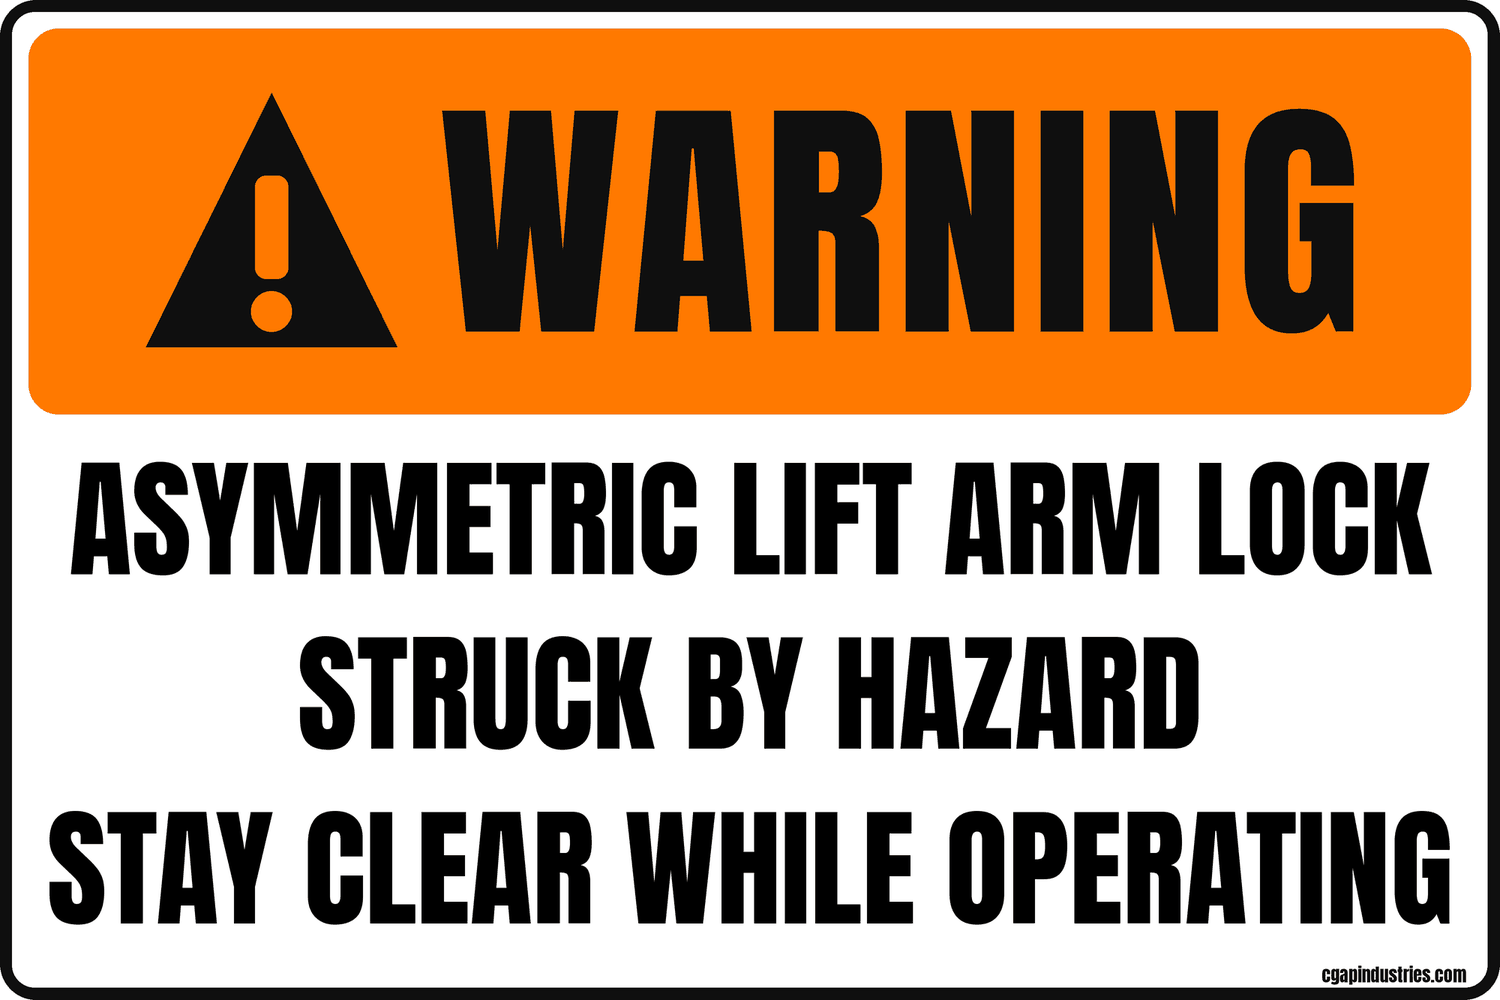 WARNING
ASYMMETRIC LIFT ARM LOCK
STRUCK BY HAZARD
STAY CLEAR WHILE OPERATING
cgapindustries.com